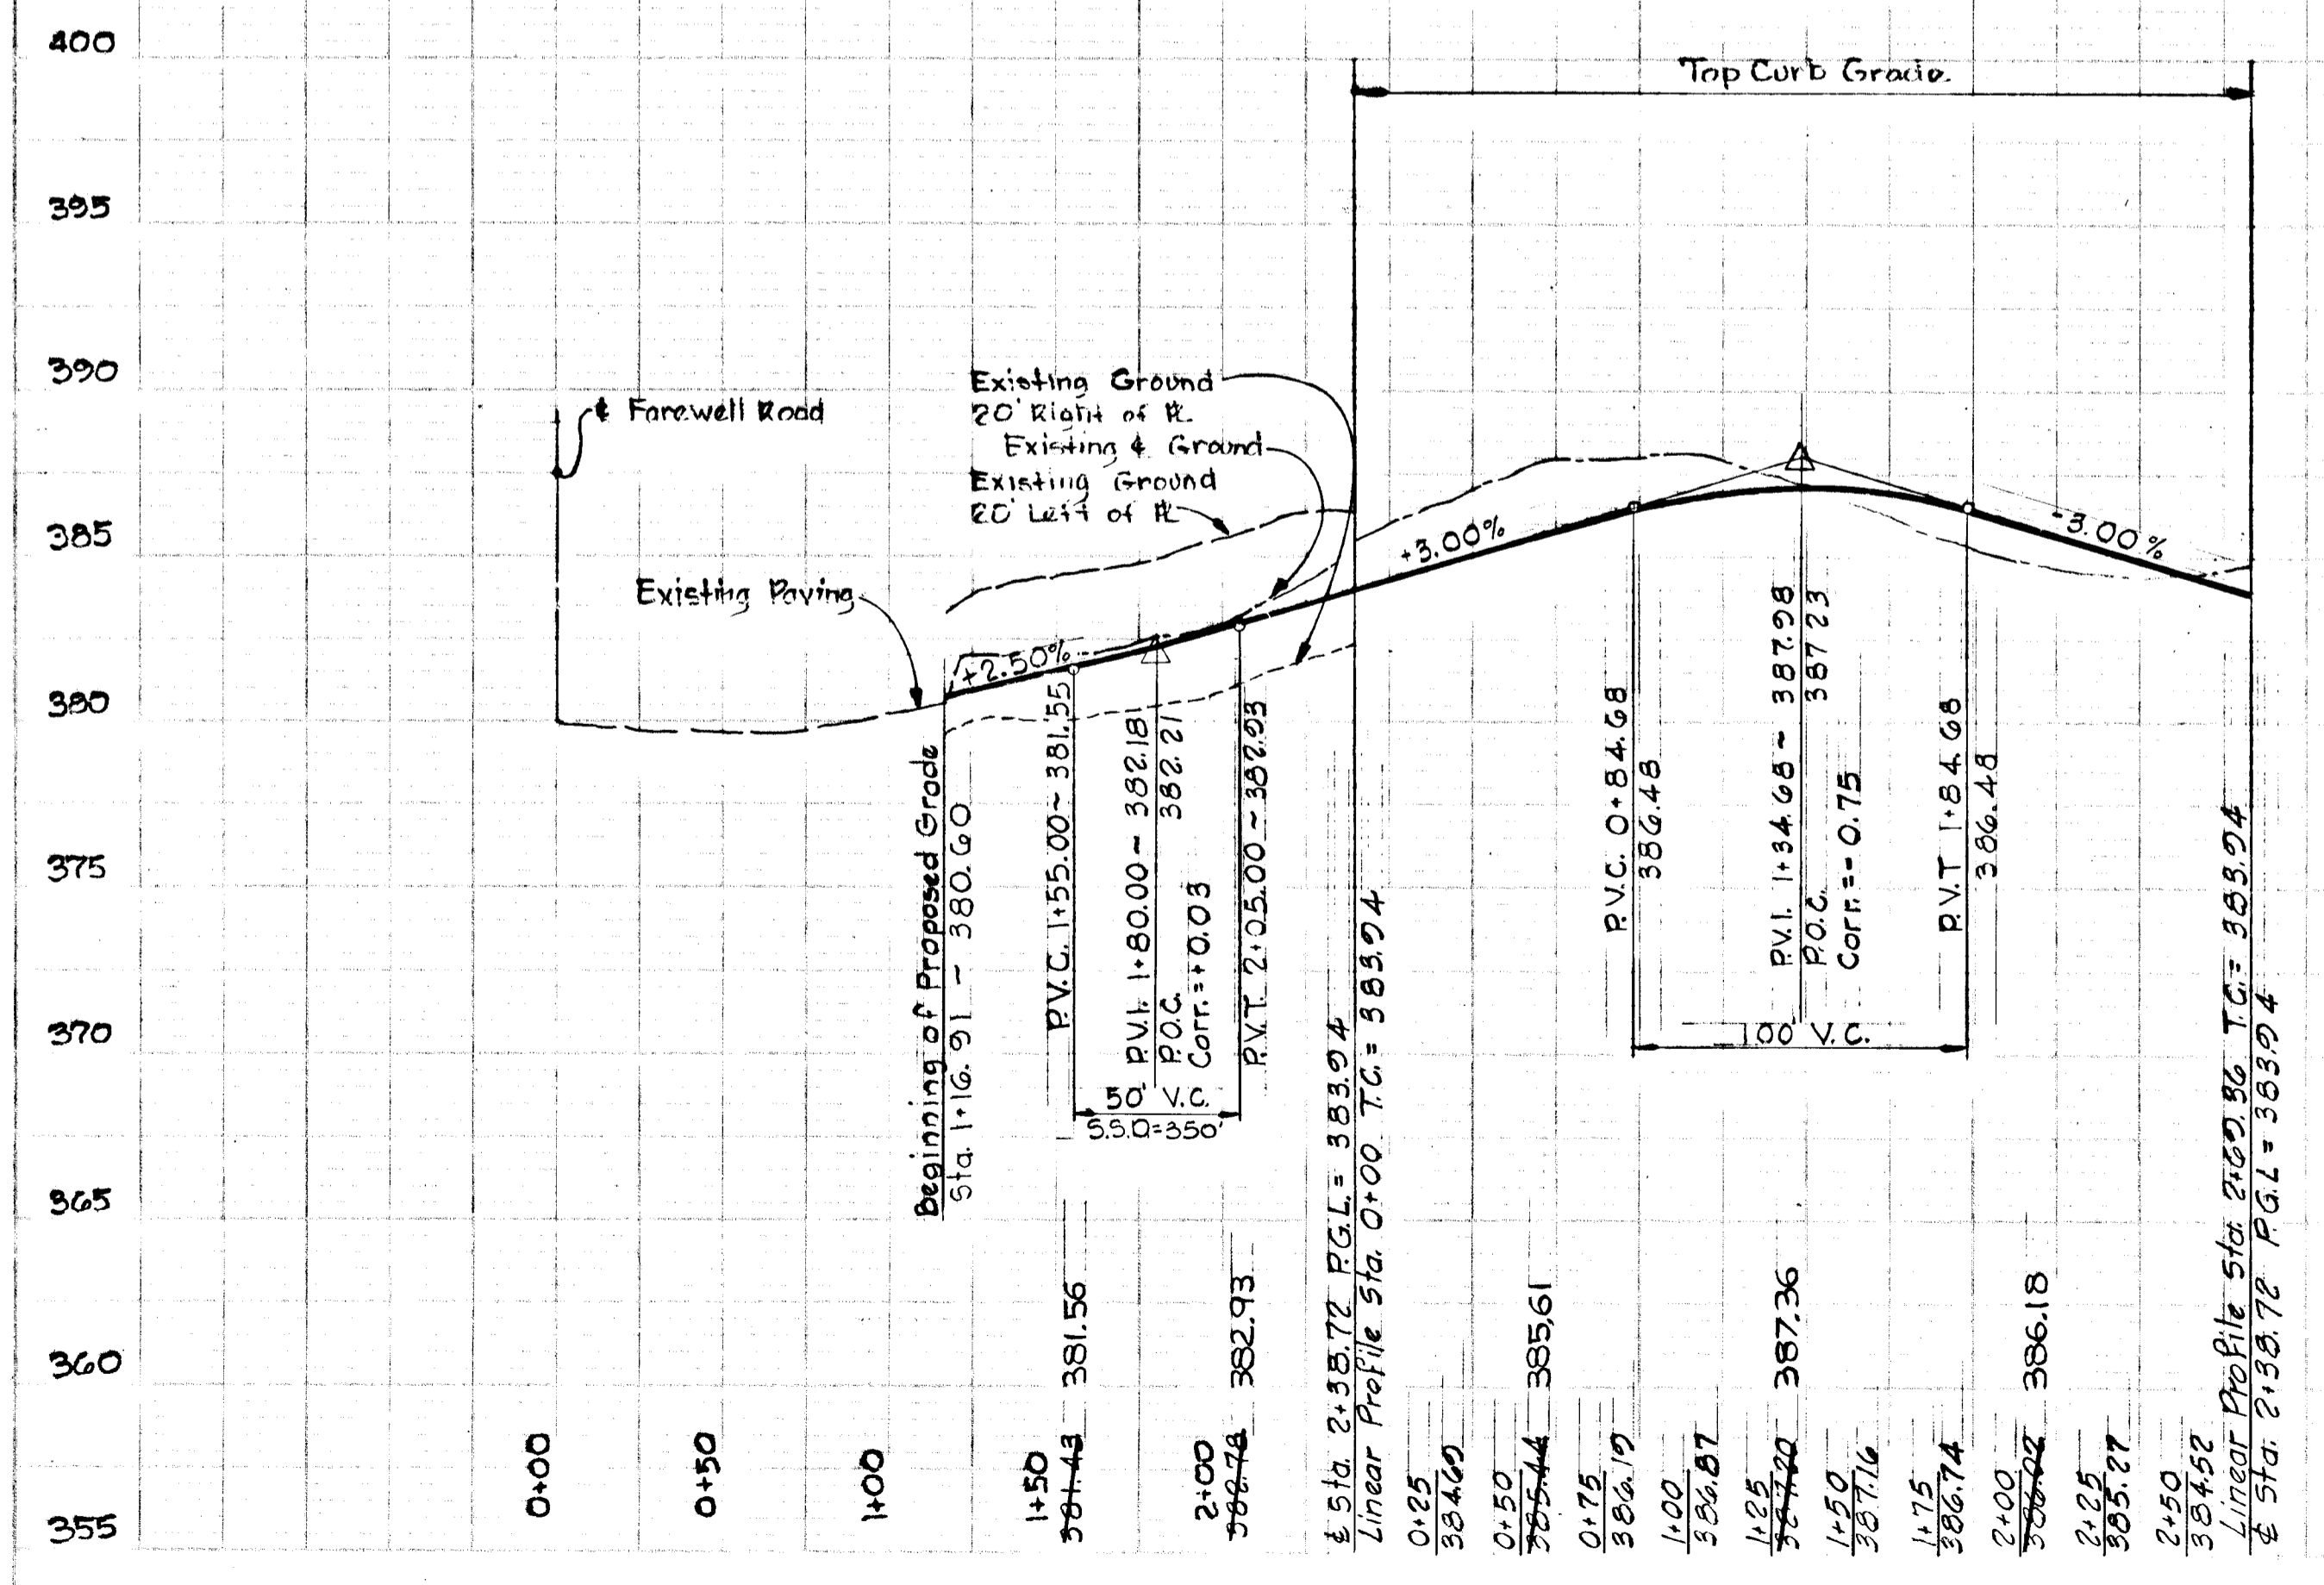 400
395
390
385
380
375
370
365
360
355
Top Curb Grade.
℄ Farewell Road
Existing Ground
20' Right of ℄
Existing ℄ Ground
Existing Ground
20' Left of ℄
Existing Paving
+2.50%
+3.00%
-3.00%
Beginning of Proposed Grade
Sta. 1+16.91 - 380.60
P.V.C. 1+55.00 ~ 381.55
P.V.I. 1+80.00 ~ 382.18
P.O.C. 382.21
Corr. = +0.03
P.V.T. 2+05.00 ~ 382.93
50' V.C.
S.S.D = 350'
℄ Sta. 2+38.72 P.G.L. = 383.94
Linear Profile Sta. 0+00 T.C. = 383.94
P.V.C. 0+84.68
386.48
P.V.I. 1+34.68 ~ 387.98
P.O.C. 387.23
Corr. = -0.75
P.V.T 1+84.68
386.48
100' V.C.
Linear Profile Sta. 2+69.36 T.C. = 383.94
℄ Sta. 2+38.72 P.G.L = 383.94
0+00
0+50
1+00
1+50
381.43 381.56
2+00
382.78 382.93
0+25
384.69
0+50
385.44 385.61
0+75
386.19
1+00
386.87
1+25
387.20 387.36
1+50
387.16
1+75
386.74
2+00
386.02 386.18
2+25
385.27
2+50
384.52